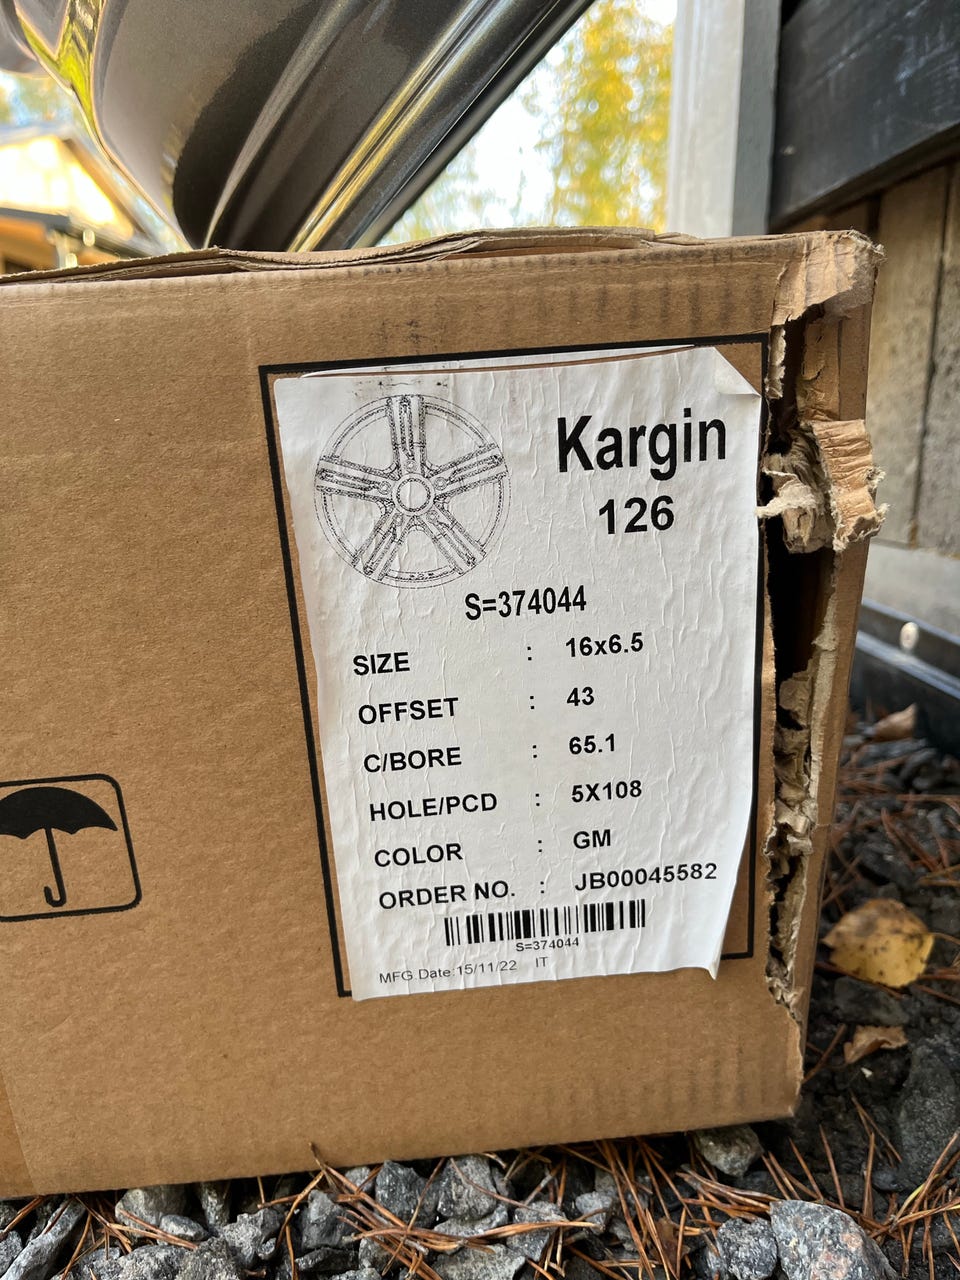 Kargin
126
S=374044
SIZE : 16x6.5
OFFSET : 43
C/BORE : 65.1
HOLE/PCD : 5X108
COLOR : GM
ORDER NO. : JB00045582
S=374044
MFG.Date:15/11/22 IT